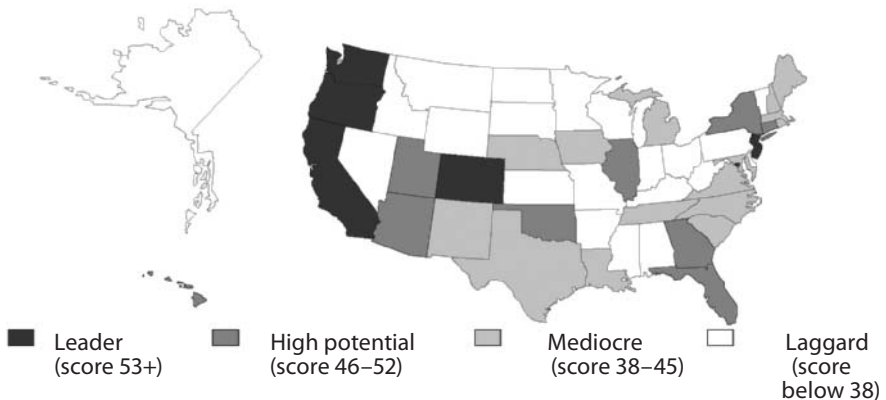 Leader
(score 53+)
High potential
(score 46–52)
Mediocre
(score 38–45)
Laggard
(score
below 38)